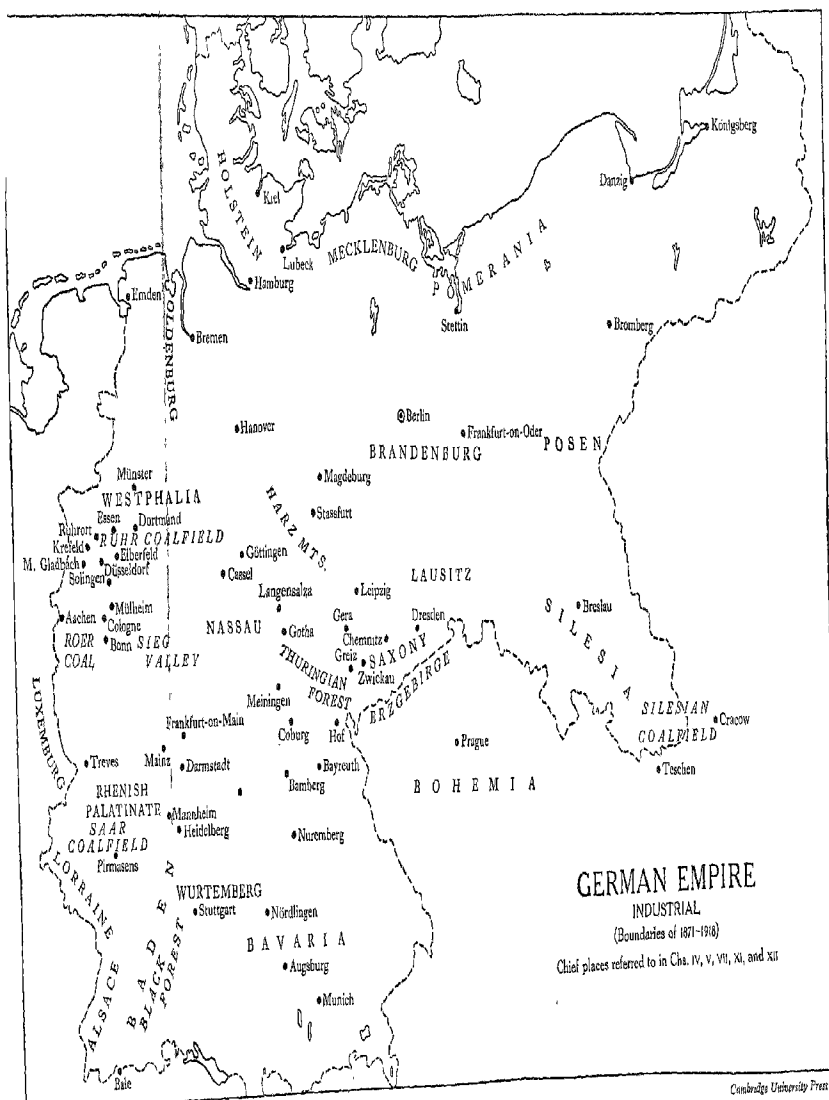 Königsberg
Danzig
HOLSTEIN
Kiel
Lubeck
MECKLENBURG
POMERANIA
Hamburg
Emden
OLDENBURG
Stettin
Bremen
Bromberg
Berlin
Hanover
Frankfurt-on-Oder
BRANDENBURG
POSEN
Münster
Magdeburg
WESTPHALIA
HARZ MTS.
Stassfurt
Essen
Dortmund
Ruhrort
RUHR COALFIELD
Krefeld
Elberfeld
M. Gladbach
Düsseldorf
Solingen
Göttingen
Cassel
LAUSITZ
Leipzig
Langensalza
SILESIA
Breslau
Mülheim
Aachen
Cologne
NASSAU
Gotha
Gera
Dresden
Chemnitz
ROER
COAL
Bonn
SIEG
VALLEY
SAXONY
Greiz
Zwickau
THURINGIAN
FOREST
ERZGEBIRGE
Meiningen
LUXEMBURG
SILESIAN
COALFIELD
Cracow
Frankfurt-on-Main
Coburg
Hof
Prague
Mainz
Treves
Darmstadt
Bayreuth
Bamberg
Teschen
BOHEMIA
RHENISH
PALATINATE
Mannheim
SAAR
COALFIELD
Heidelberg
Nuremberg
Pirmasens
LORRAINE
WURTEMBERG
Stuttgart
Nördlingen
BAVARIA
BADEN
BLACK FOREST
ALSACE
Augsburg
Munich
Bale
GERMAN EMPIRE
INDUSTRIAL
(Boundaries of 1871-1918)
Chief places referred to in Chs. IV, V, VII, XI, and XII
Cambridge University Press